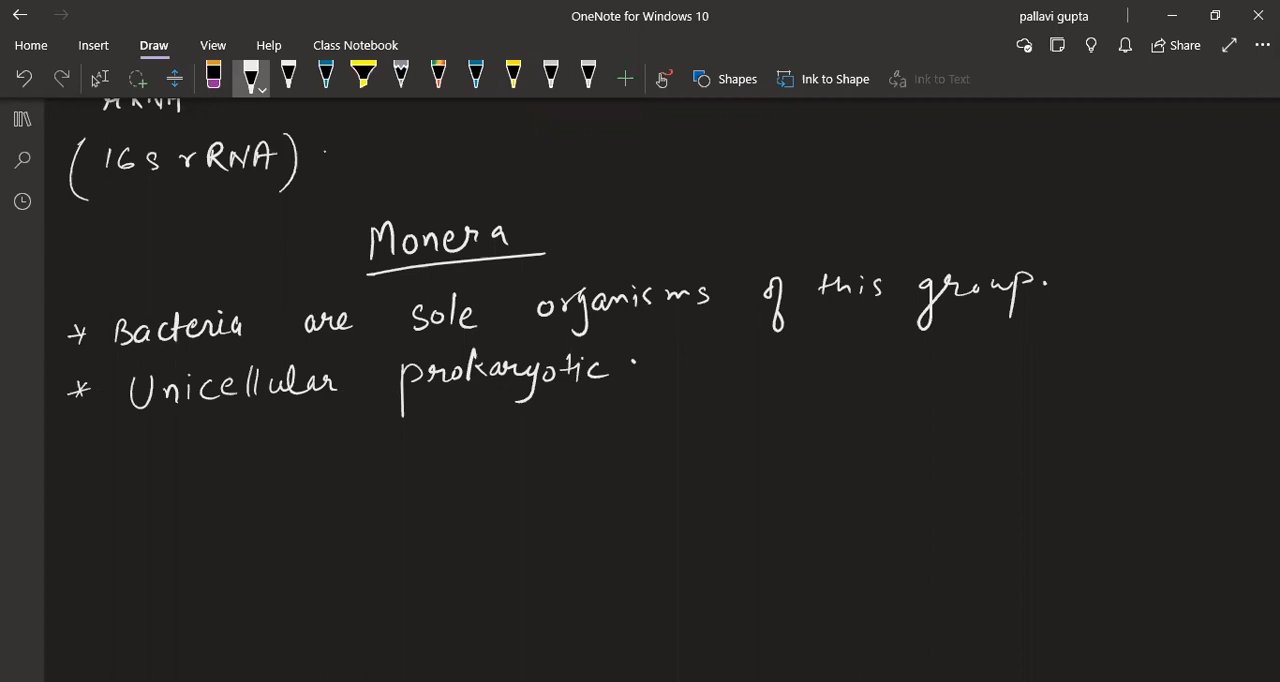 OneNote for Windows 10
pallavi gupta
Home Insert Draw View Help Class Notebook
Share
Shapes Ink to Shape Ink to Text
(16s rRNA)
Monera
* Bacteria are sole organisms of this group.
* Unicellular prokaryotic.